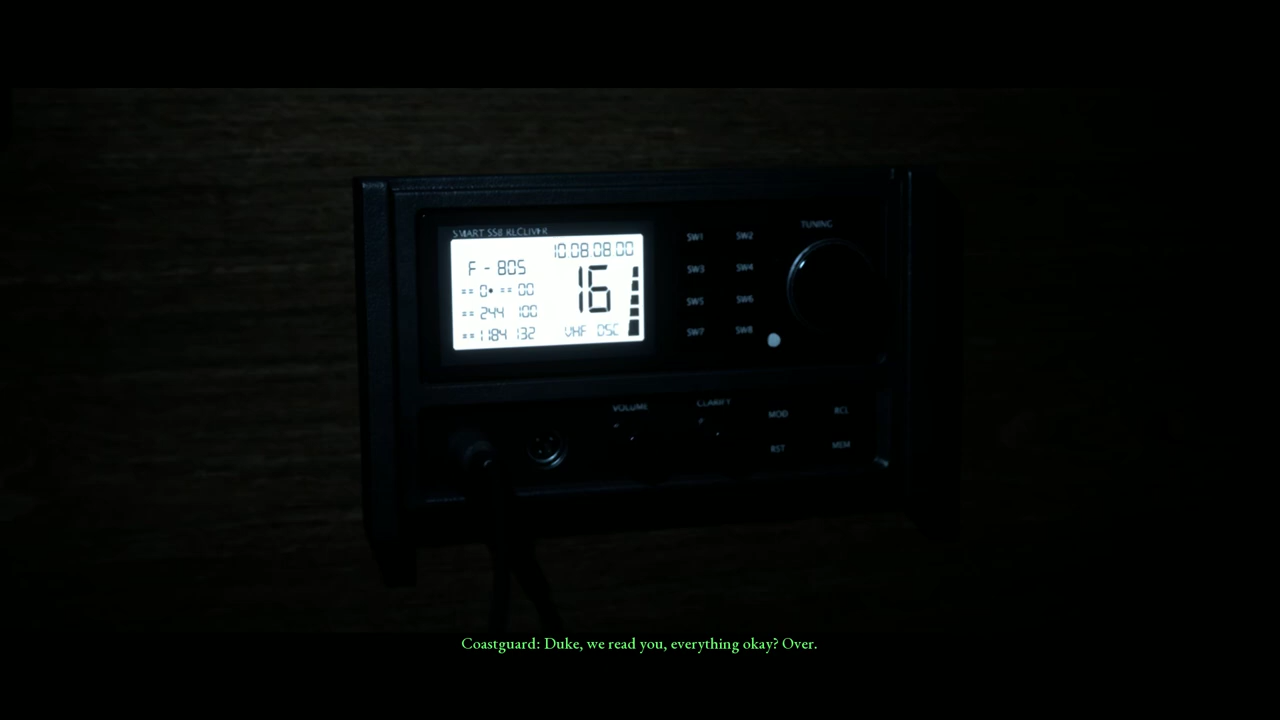 SMART SSB RECEIVER
10:08:08:00
F - 805
16
== 0• == 00
== 244 100
== 1184 132
VHF DSC
SW1 SW2
SW3 SW4
SW5 SW6
SW7 SW8
TUNING
VOLUME
CLARIFY
MOD
RCL
RST
MEM
Coastguard: Duke, we read you, everything okay? Over.